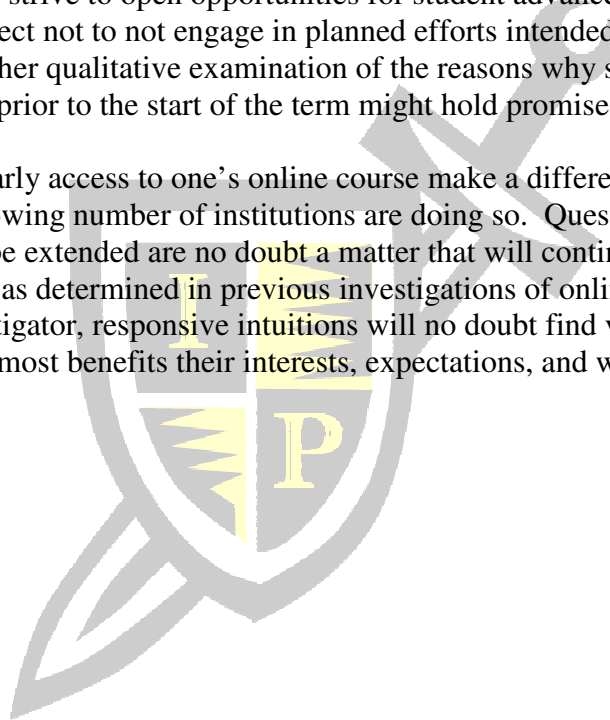 strive to open opportunities for student advanc
ect not to not engage in planned efforts intended
her qualitative examination of the reasons why s
prior to the start of the term might hold promise
arly access to one's online course make a differe
owing number of institutions are doing so.  Ques
be extended are no doubt a matter that will contin
as determined in previous investigations of onli
tigator, responsive intuitions will no doubt find v
most benefits their interests, expectations, and w
I
P